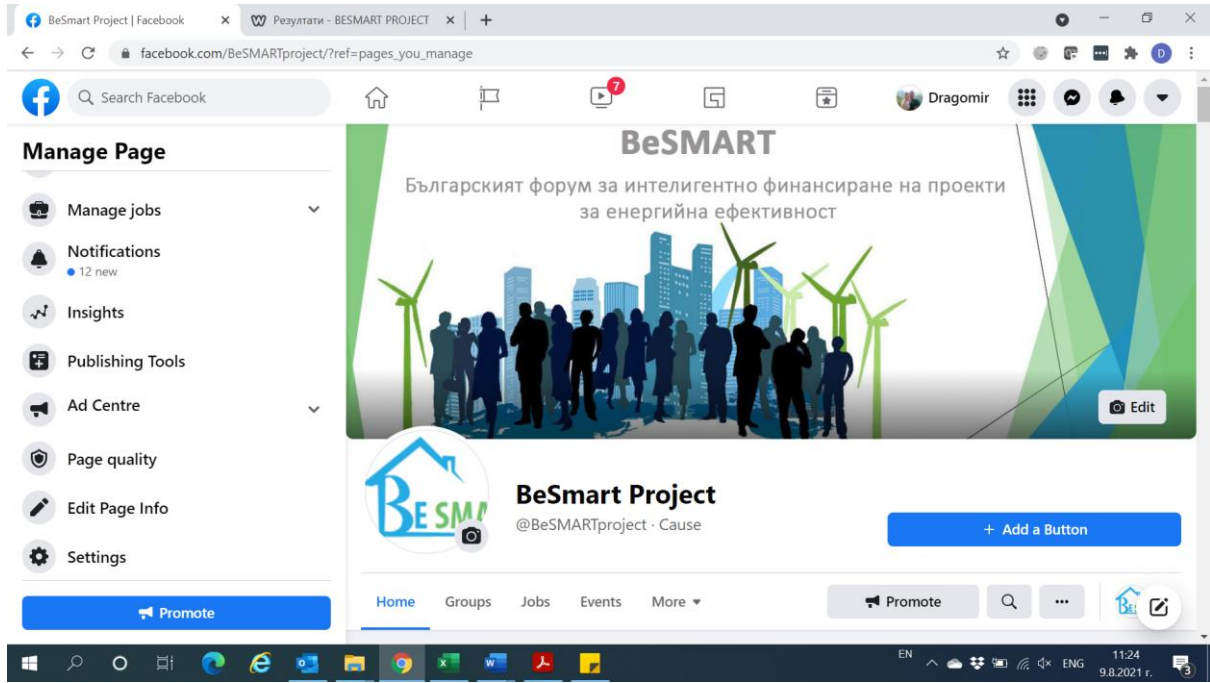 BeSmart Project | Facebook
Резултати - BESMART PROJECT
facebook.com/BeSMARTproject/?ref=pages_you_manage
D
Search Facebook
7
Dragomir
Manage Page
Manage jobs
Notifications
12 new
Insights
Publishing Tools
Ad Centre
Page quality
Edit Page Info
Settings
Promote
BeSMART
Българският форум за интелигентно финансиране на проекти
за енергийна ефективност
Edit
BE SMA
BeSmart Project
@BeSMARTproject · Cause
+ Add a Button
Home Groups Jobs Events More
Promote
EN
ENG
11:24
9.8.2021 г.
3